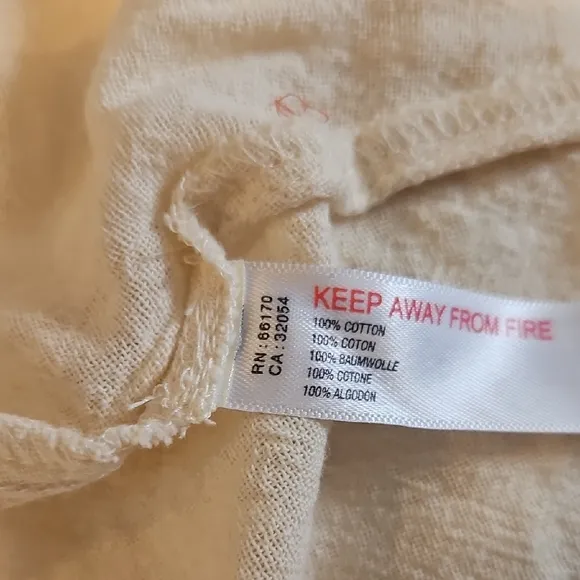 RN: 66170
CA: 32054
KEEP AWAY FROM FIRE
100% COTTON
100% COTON
100% BAUMWOLLE
100% COTONE
100% ALGODON